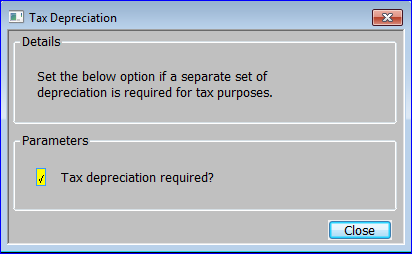 Tax Depreciation
Details
Set the below option if a separate set of
depreciation is required for tax purposes.
Parameters
Tax depreciation required?
Close